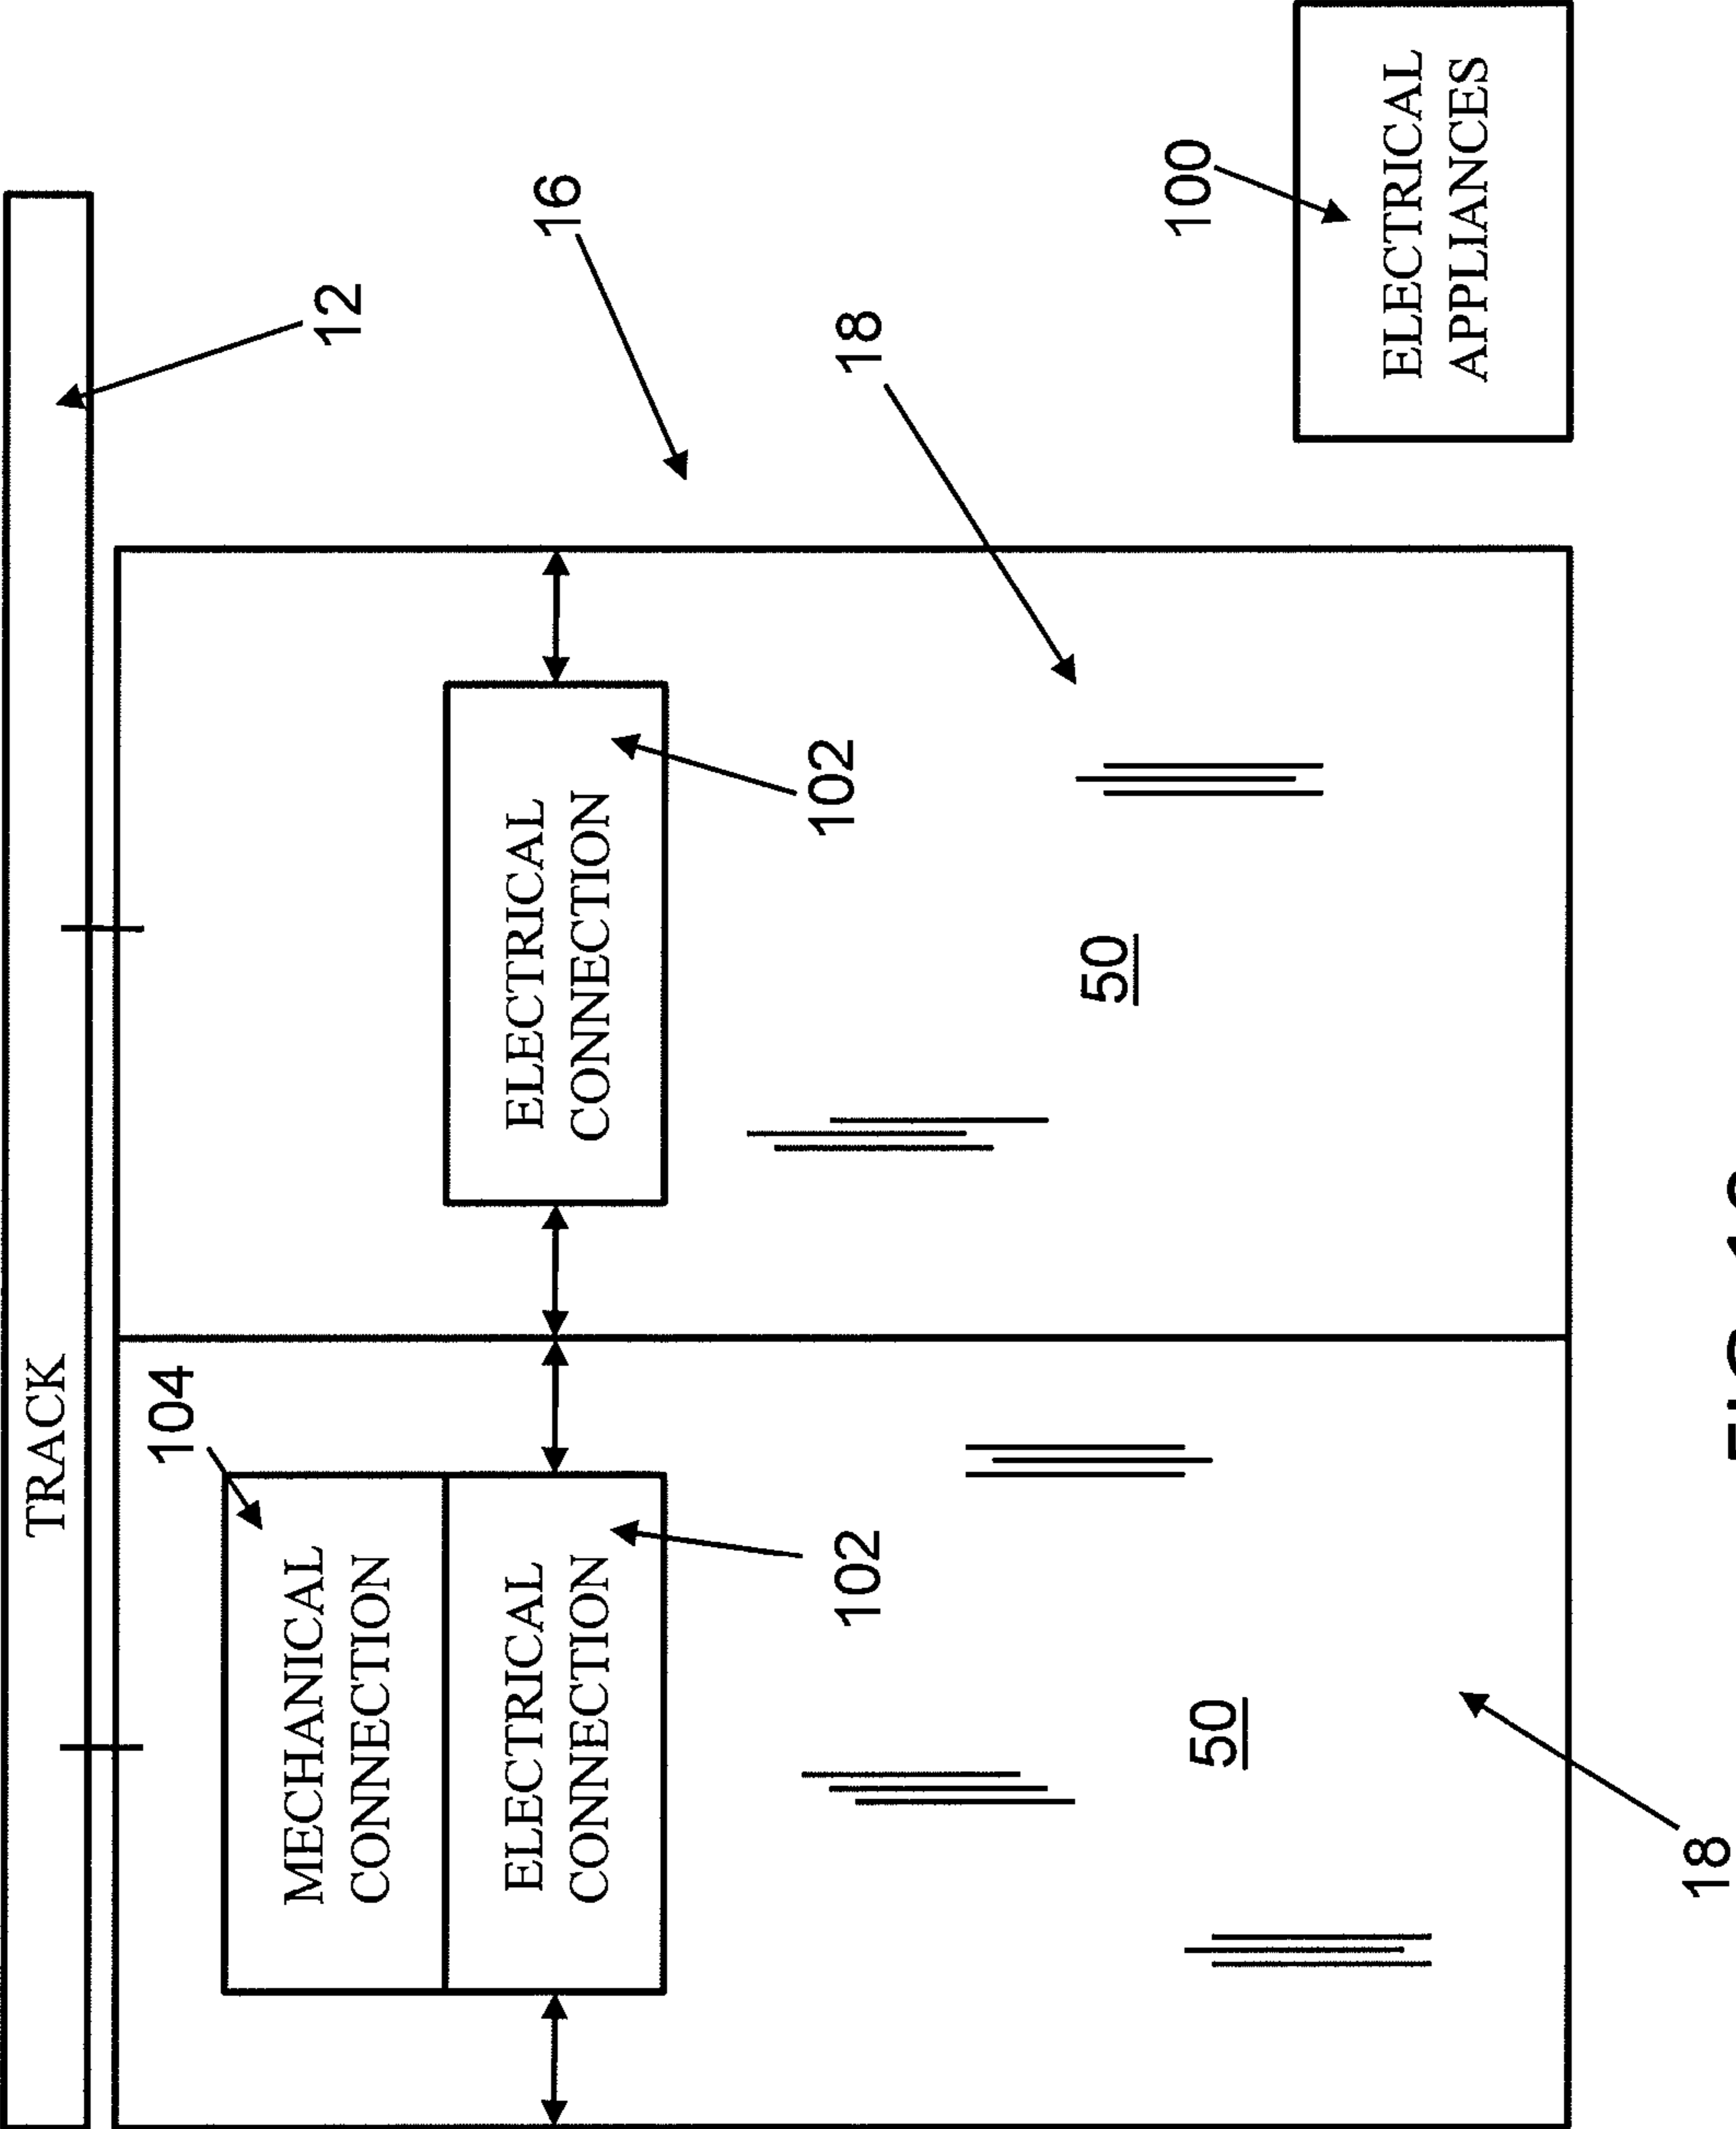 TRACK
12
104
MECHANICAL
CONNECTION
ELECTRICAL
CONNECTION
102
ELECTRICAL
CONNECTION
102
16
18
50
50
18
100
ELECTRICAL
APPLIANCES